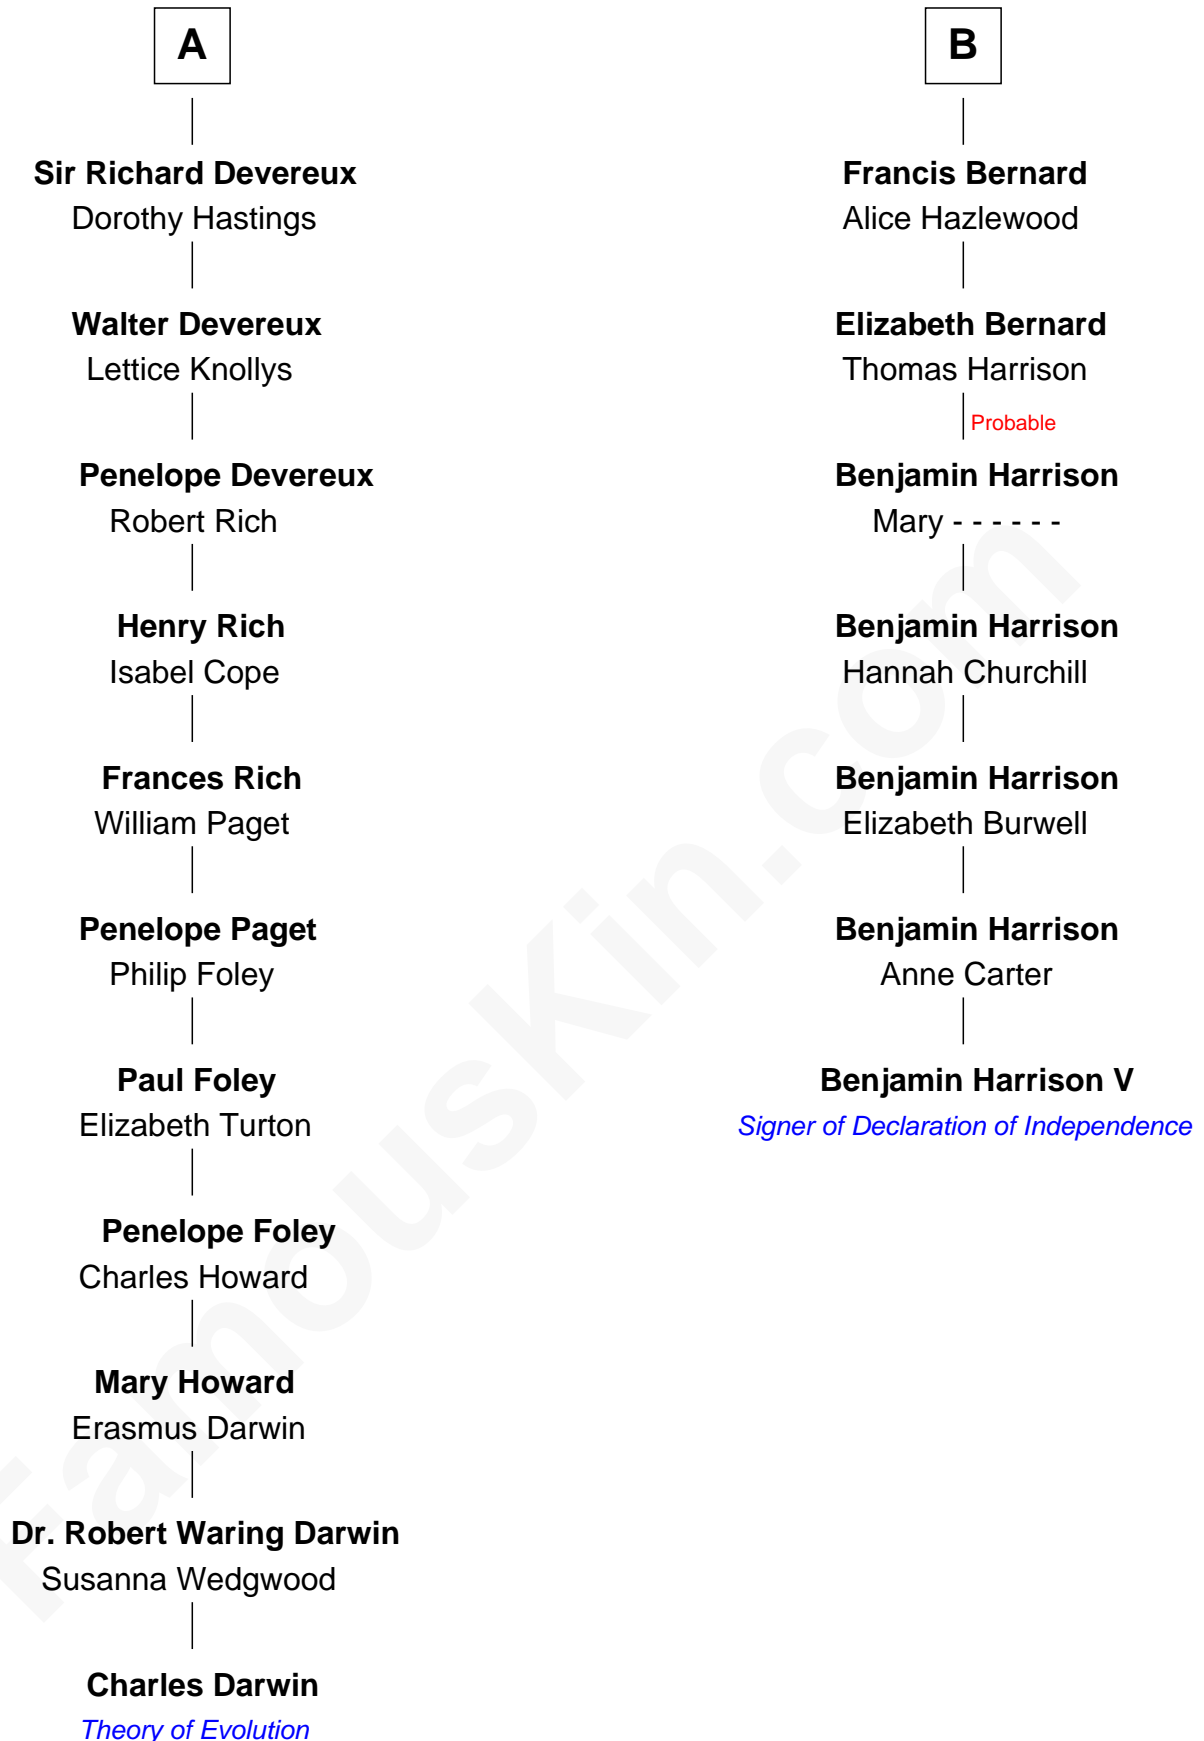 A
Sir Richard Devereux
Dorothy Hastings
Walter Devereux
Lettice Knollys
Penelope Devereux
Robert Rich
Henry Rich
Isabel Cope
Frances Rich
William Paget
Penelope Paget
Philip Foley
Paul Foley
Elizabeth Turton
Penelope Foley
Charles Howard
Mary Howard
Erasmus Darwin
Dr. Robert Waring Darwin
Susanna Wedgwood
Charles Darwin
Theory of Evolution
B
Francis Bernard
Alice Hazlewood
Elizabeth Bernard
Thomas Harrison
Probable
Benjamin Harrison
Mary - - - - - -
Benjamin Harrison
Hannah Churchill
Benjamin Harrison
Elizabeth Burwell
Benjamin Harrison
Anne Carter
Benjamin Harrison V
Signer of Declaration of Independence
FamousKin.com